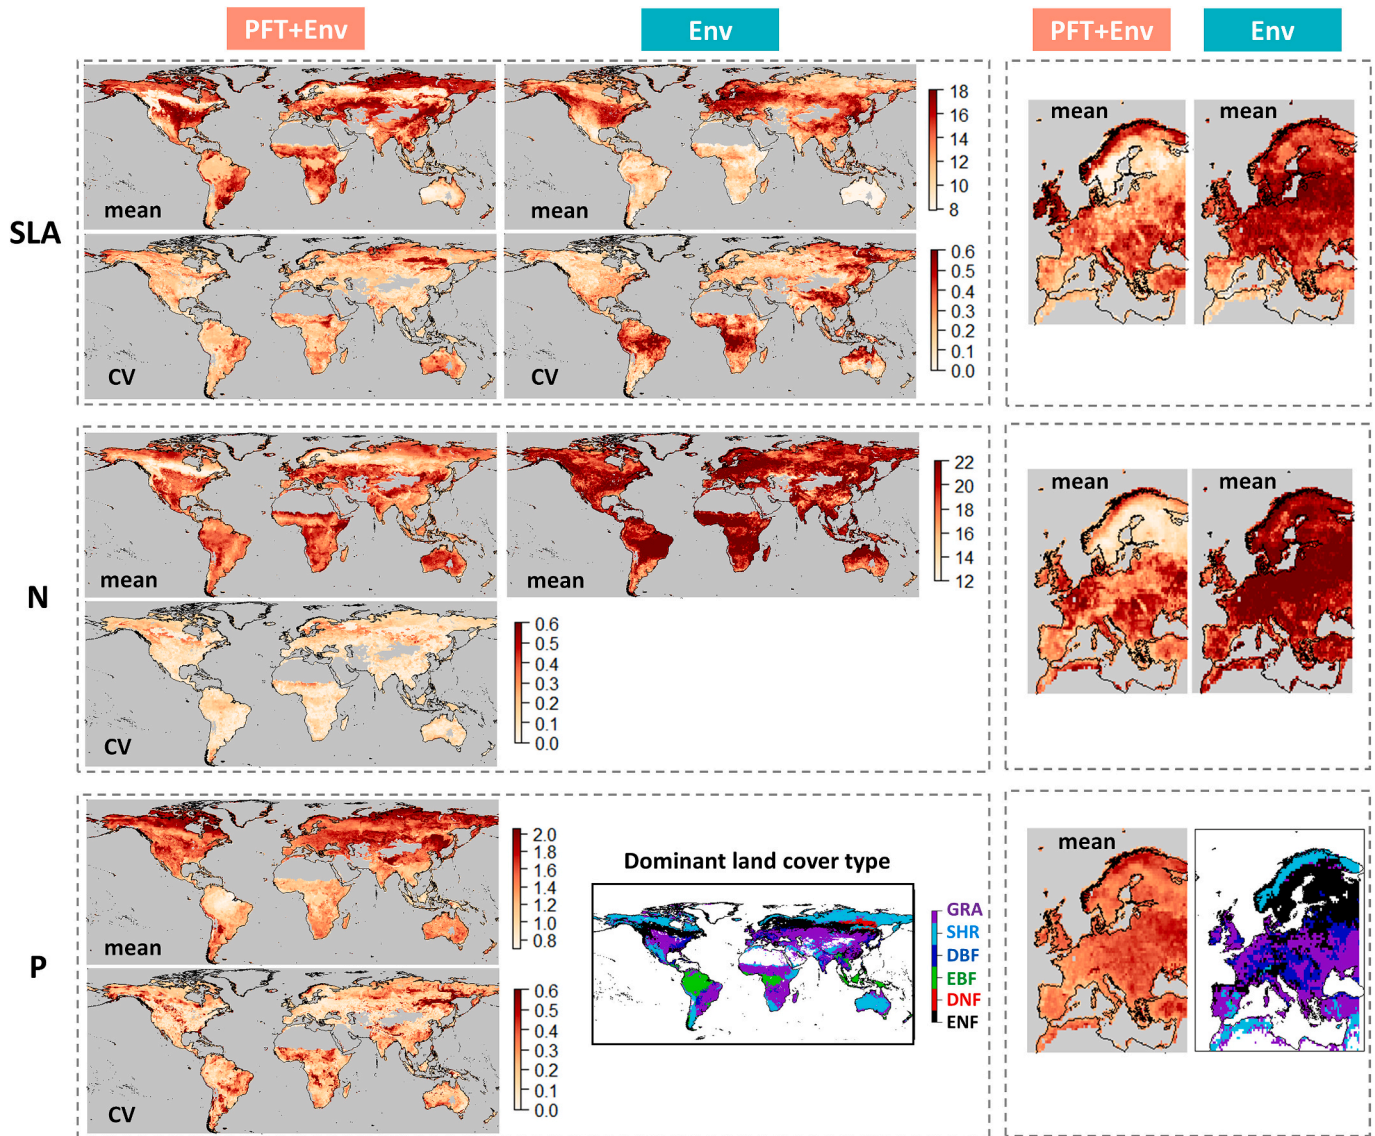 PFT+Env
Env
PFT+Env
Env
SLA
mean
mean
18
16
14
12
10
8
mean
mean
CV
CV
0.6
0.5
0.4
0.3
0.2
0.1
0.0
N
mean
mean
22
20
18
16
14
12
mean
mean
CV
0.6
0.5
0.4
0.3
0.2
0.1
0.0
P
mean
2.0
1.8
1.6
1.4
1.2
1.0
0.8
Dominant land cover type
GRA
SHR
DBF
EBF
DNF
ENF
mean
CV
0.6
0.5
0.4
0.3
0.2
0.1
0.0